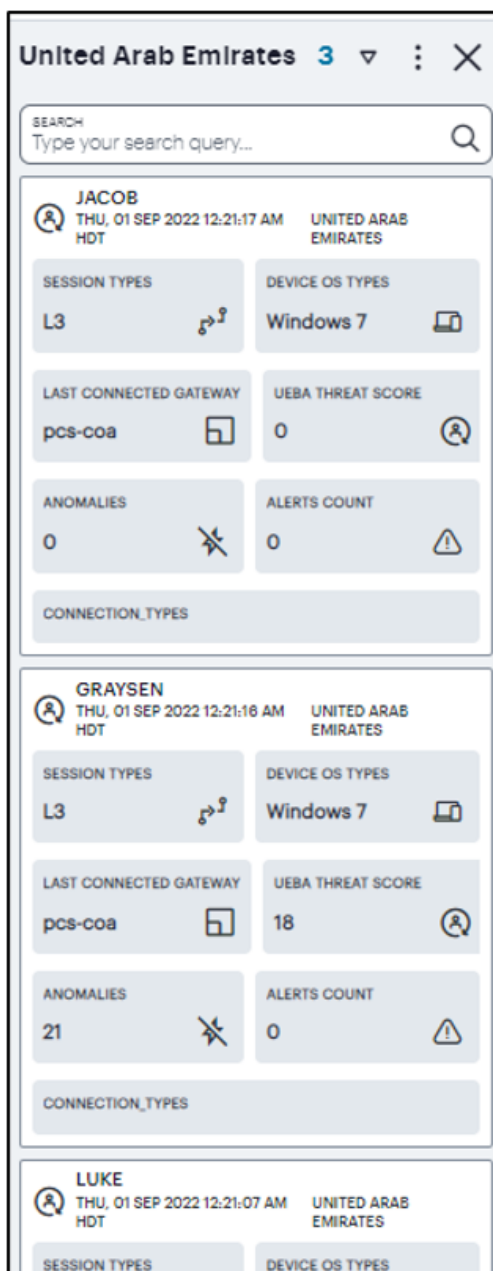 United Arab Emirates 3
SEARCH
Type your search query...
JACOB
THU, 01 SEP 2022 12:21:17 AM HDT
UNITED ARAB EMIRATES
SESSION TYPES
L3
DEVICE OS TYPES
Windows 7
LAST CONNECTED GATEWAY
pcs-coa
UEBA THREAT SCORE
0
ANOMALIES
0
ALERTS COUNT
0
CONNECTION_TYPES
GRAYSEN
THU, 01 SEP 2022 12:21:16 AM HDT
UNITED ARAB EMIRATES
SESSION TYPES
L3
DEVICE OS TYPES
Windows 7
LAST CONNECTED GATEWAY
pcs-coa
UEBA THREAT SCORE
18
ANOMALIES
21
ALERTS COUNT
0
CONNECTION_TYPES
LUKE
THU, 01 SEP 2022 12:21:07 AM HDT
UNITED ARAB EMIRATES
SESSION TYPES
DEVICE OS TYPES